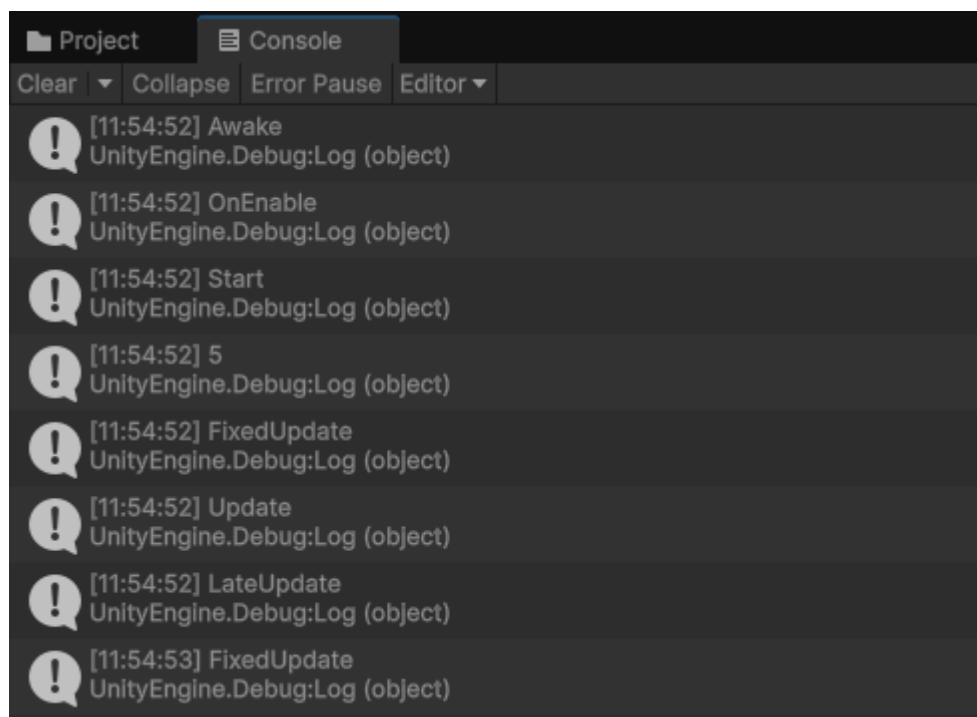 Project Console
Clear Collapse Error Pause Editor
[11:54:52] Awake
UnityEngine.Debug:Log (object)
[11:54:52] OnEnable
UnityEngine.Debug:Log (object)
[11:54:52] Start
UnityEngine.Debug:Log (object)
[11:54:52] 5
UnityEngine.Debug:Log (object)
[11:54:52] FixedUpdate
UnityEngine.Debug:Log (object)
[11:54:52] Update
UnityEngine.Debug:Log (object)
[11:54:52] LateUpdate
UnityEngine.Debug:Log (object)
[11:54:53] FixedUpdate
UnityEngine.Debug:Log (object)